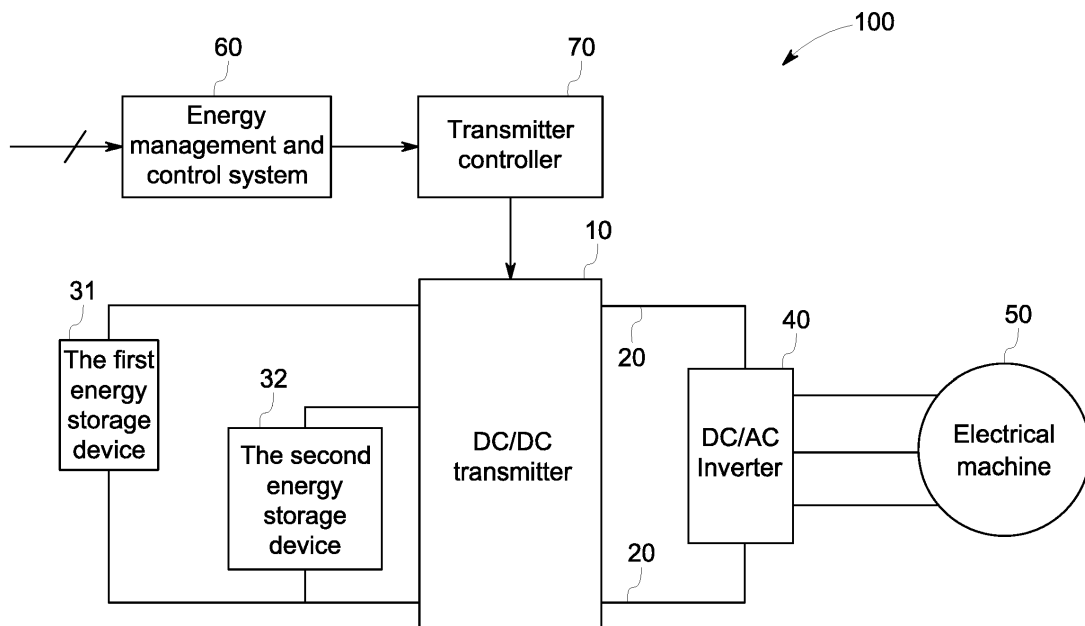 100
60
70
Energy
management and
control system
Transmitter
controller
10
31
The first
energy
storage
device
32
The second
energy
storage
device
DC/DC
transmitter
20
20
40
DC/AC
Inverter
50
Electrical
machine